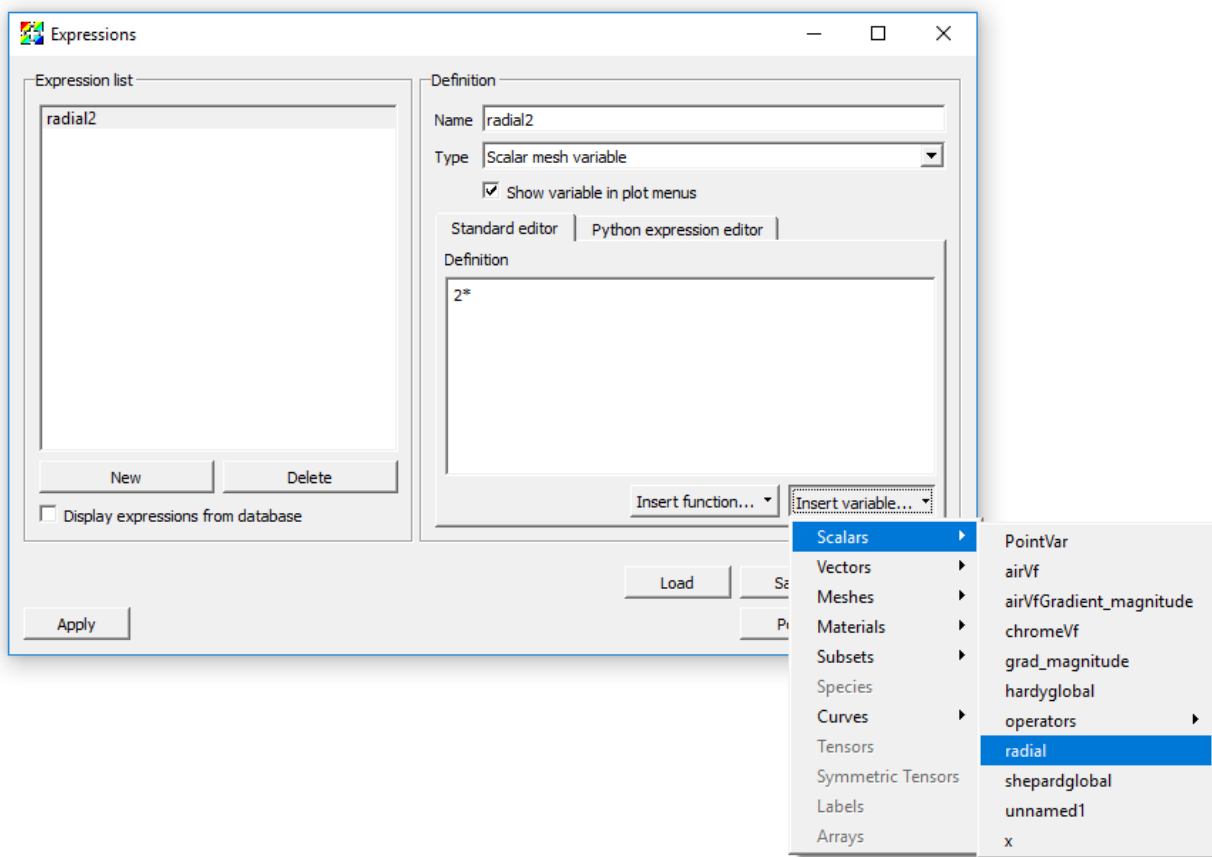 Expressions
Expression list
radial2
New
Delete
Display expressions from database
Definition
Name radial2
Type Scalar mesh variable
Show variable in plot menus
Standard editor
Python expression editor
Definition
2*
Insert function...
Insert variable...
Load
Apply
Scalars
Vectors
Meshes
Materials
Subsets
Species
Curves
Tensors
Symmetric Tensors
Labels
Arrays
PointVar
airVf
airVfGradient_magnitude
chromeVf
grad_magnitude
hardyglobal
operators
radial
shepardglobal
unnamed1
x